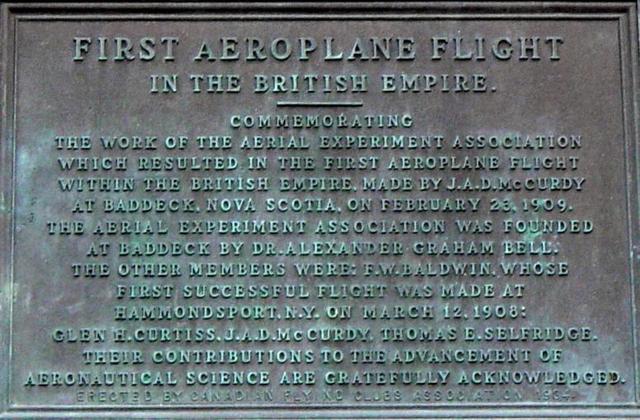 FIRST AEROPLANE FLIGHT
IN THE BRITISH EMPIRE.
COMMEMORATING
THE WORK OF THE AERIAL EXPERIMENT ASSOCIATION
WHICH RESULTED IN THE FIRST AEROPLANE FLIGHT
WITHIN THE BRITISH EMPIRE, MADE BY J.A.D. McCURDY
AT BADDECK, NOVA SCOTIA, ON FEBRUARY 23, 1909.
THE AERIAL EXPERIMENT ASSOCIATION WAS FOUNDED
AT BADDECK BY DR. ALEXANDER GRAHAM BELL.
THE OTHER MEMBERS WERE: F.W. BALDWIN, WHOSE
FIRST SUCCESSFUL FLIGHT WAS MADE AT
HAMMONDSPORT, N.Y. ON MARCH 12, 1908:
GLEN H. CURTISS, J.A.D. McCURDY, THOMAS E. SELFRIDGE.
THEIR CONTRIBUTIONS TO THE ADVANCEMENT OF
AERONAUTICAL SCIENCE ARE GRATEFULLY ACKNOWLEDGED.
ERECTED BY CANADIAN FLYING CLUBS ASSOCIATION 1934.